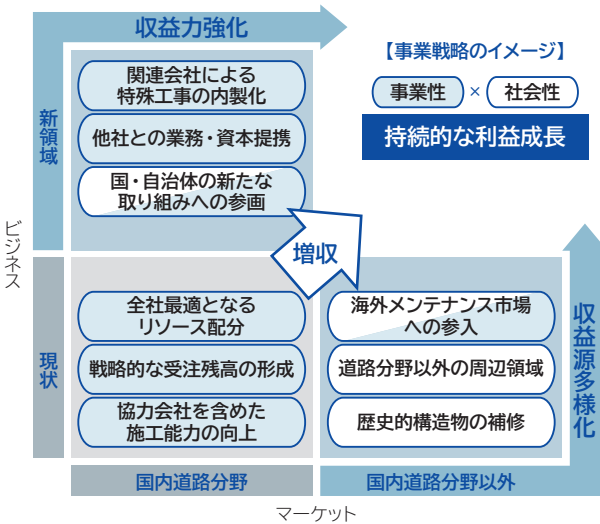 収益力強化
【事業戦略のイメージ】
事業性 × 社会性
持続的な利益成長
新領域
関連会社による
特殊工事の内製化
他社との業務・資本提携
国・自治体の新たな
取り組みへの参画
ビジネス
増収
現状
全社最適となる
リソース配分
戦略的な受注残高の形成
協力会社を含めた
施工能力の向上
海外メンテナンス市場
への参入
道路分野以外の周辺領域
歴史的構造物の補修
収益源多様化
国内道路分野
国内道路分野以外
マーケット